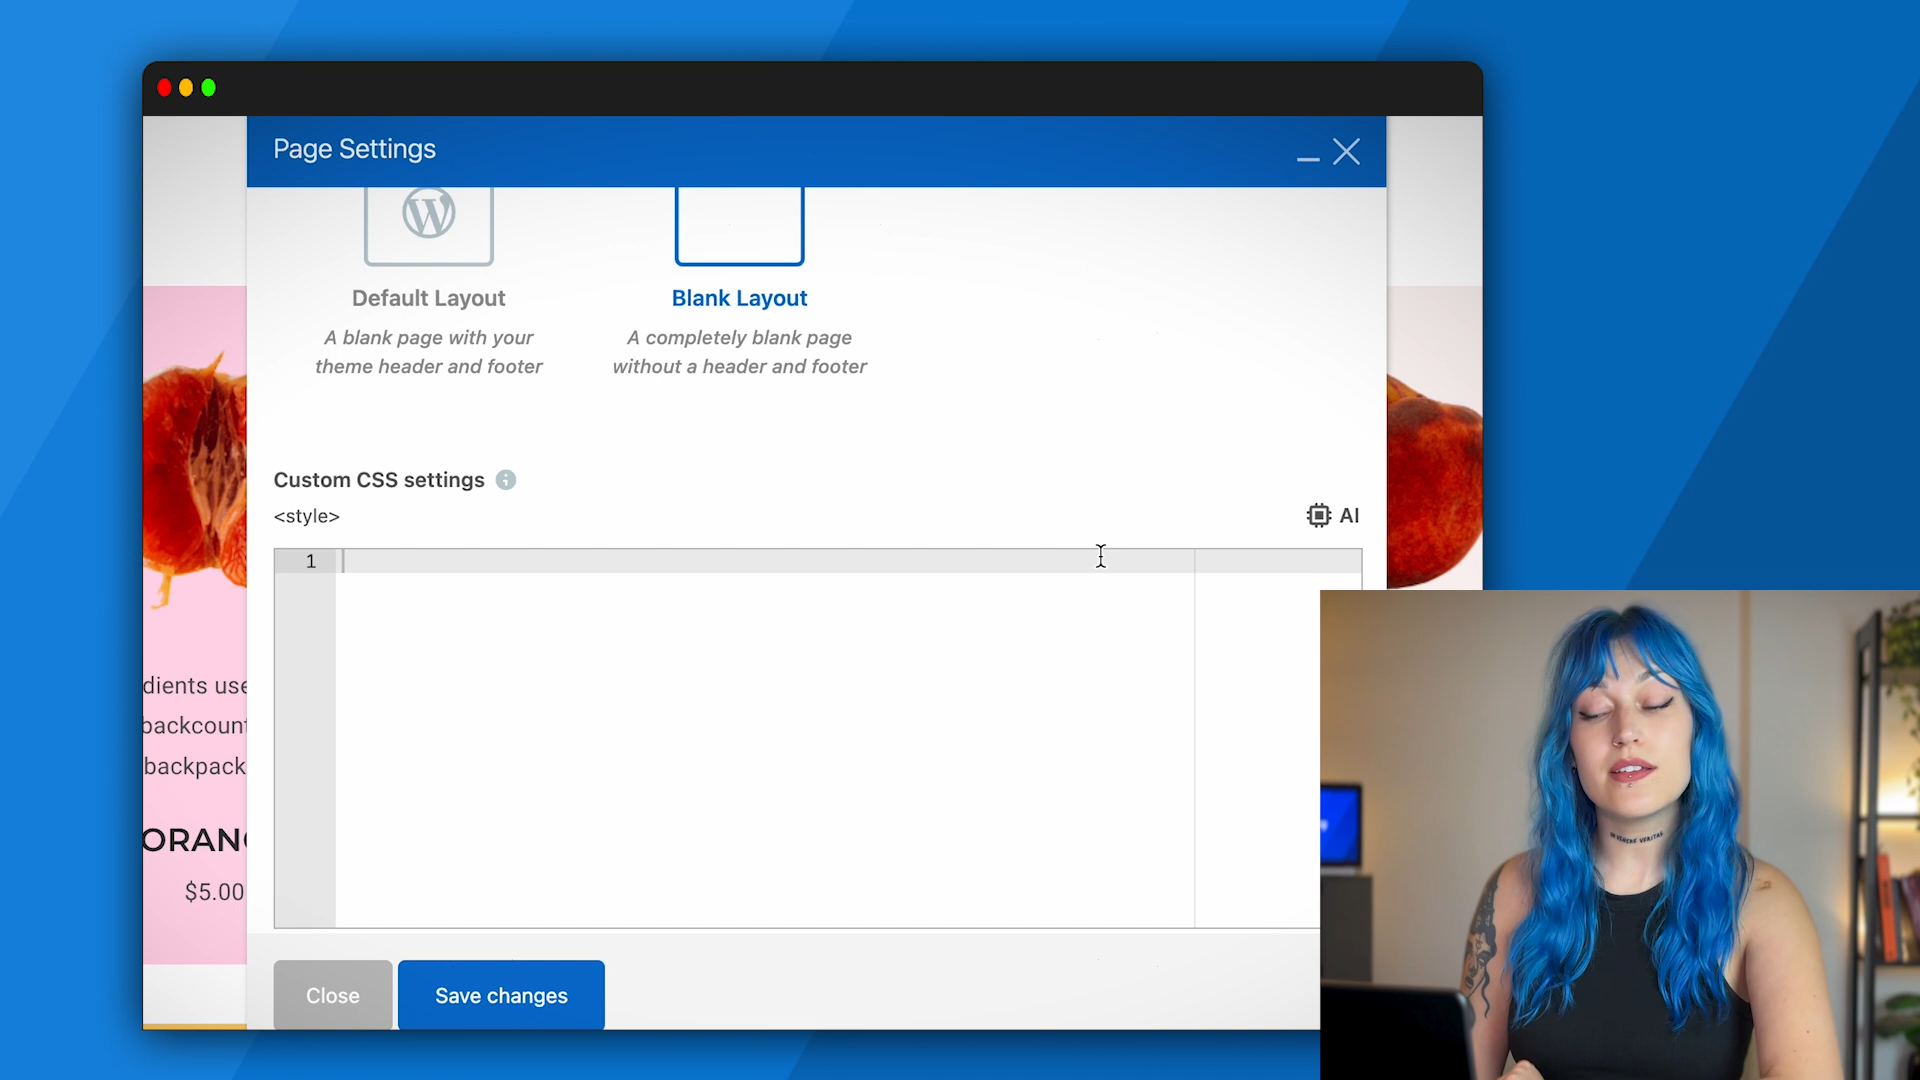 Page Settings
W
Default Layout
A blank page with your
theme header and footer
Blank Layout
A completely blank page
without a header and footer
Custom CSS settings
<style>
AI
1
dients use
backcount
backpack
ORANG
$5.00
Close
Save changes